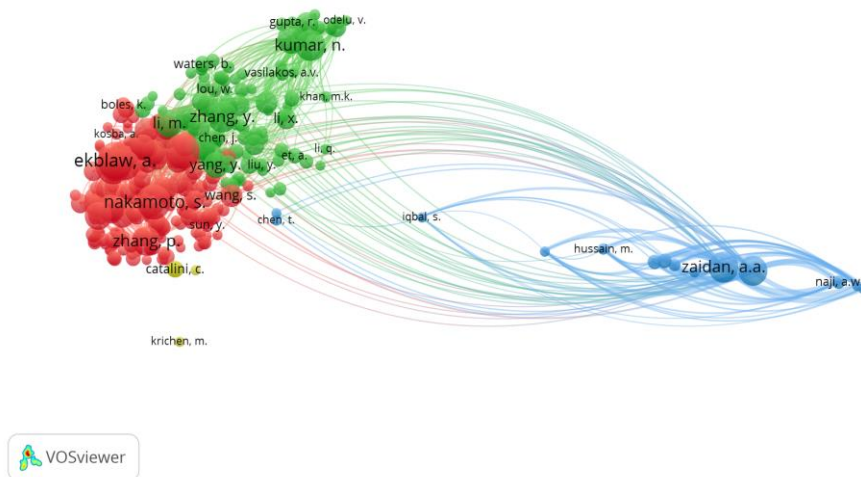 gupta, r.
odelu, v.
kumar, n.
waters, b.
vasilakos, a.v.
lou, w.
khan, m.k.
boles, k.
zhang, y.
li, x.
li, m.
kosba, a.
chen, j.
et, a.
li, q.
ekblaw, a.
yang, y.
liu, y.
nakamoto, s.
wang, s.
chen, t.
iqbal, s.
sun, y.
zhang, p.
hussain, m.
catalini, c.
zaidan, a.a.
naji, a.w
krichen, m.
VOSviewer